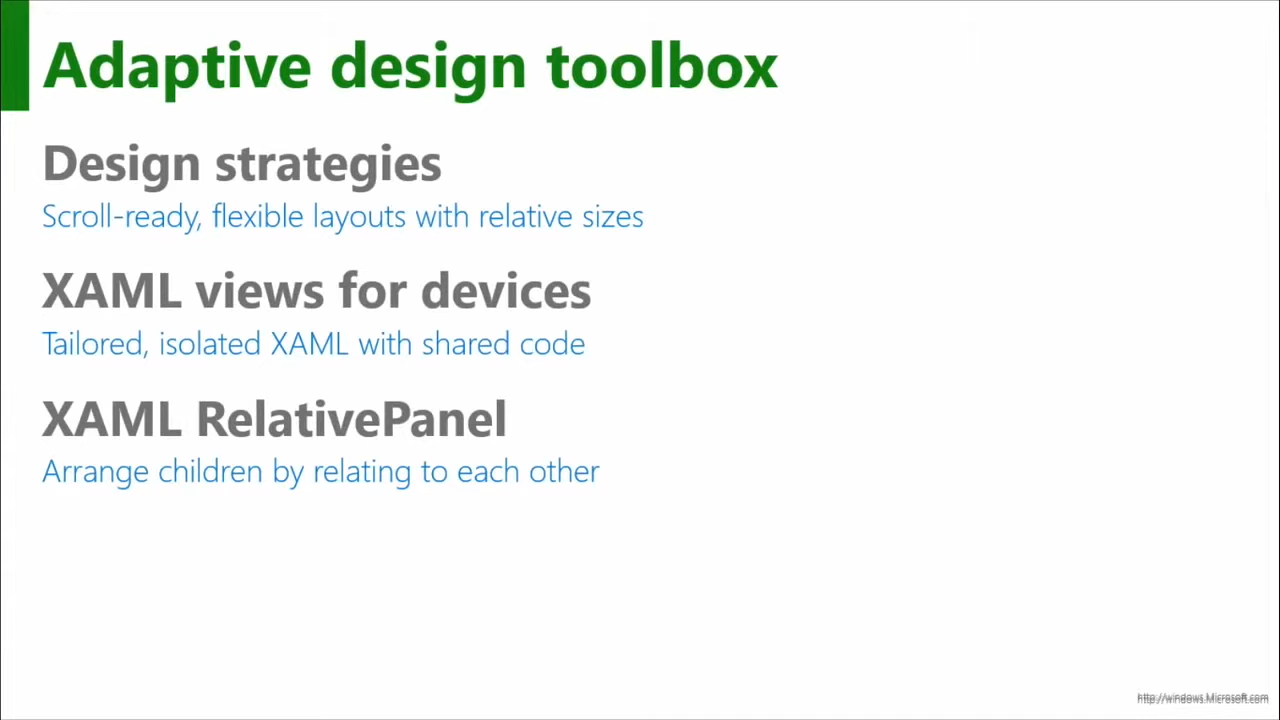 Adaptive design toolbox
Design strategies
Scroll-ready, flexible layouts with relative sizes
XAML views for devices
Tailored, isolated XAML with shared code
XAML RelativePanel
Arrange children by relating to each other
http://windows.Microsoft.com